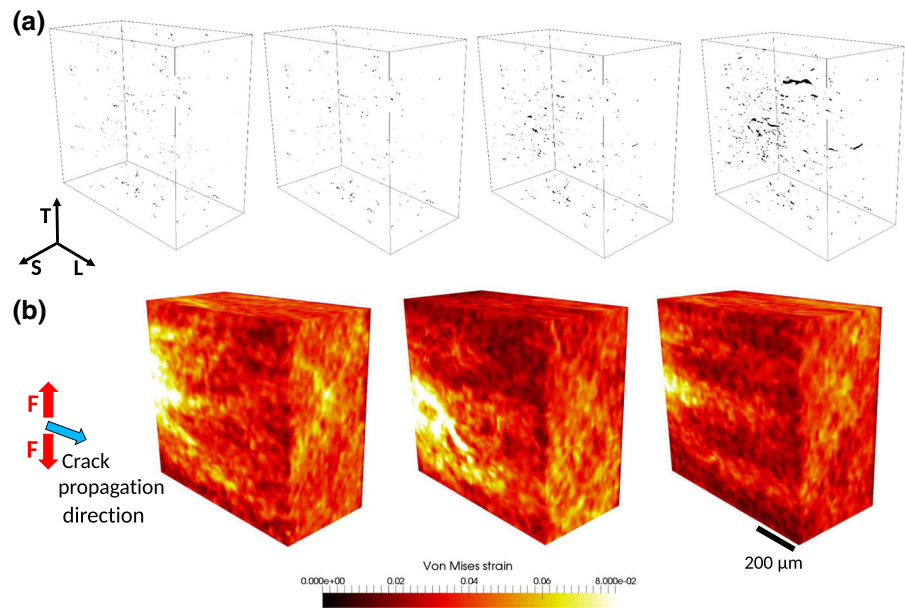 (a)
T
S
L
(b)
F
F
Crack
propagation
direction
200 μm
Von Mises strain
0.000e+00 0.02 0.04 0.06 8.000e-02